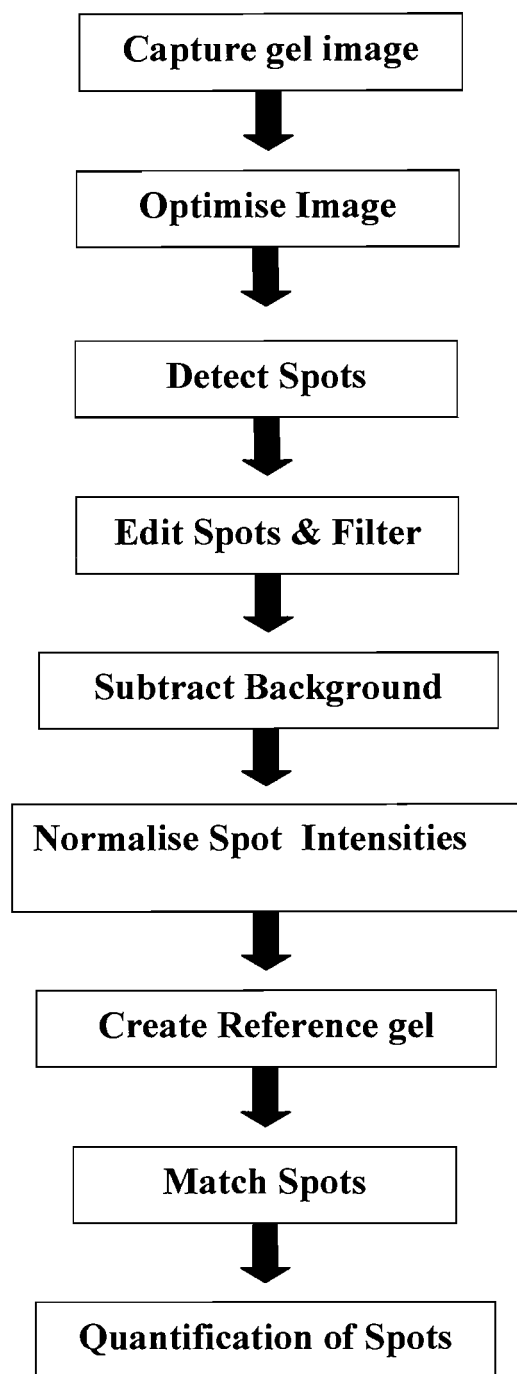 Capture gel image
Optimise Image
Detect Spots
Edit Spots & Filter
Subtract Background
Normalise Spot Intensities
Create Reference gel
Match Spots
Quantification of Spots